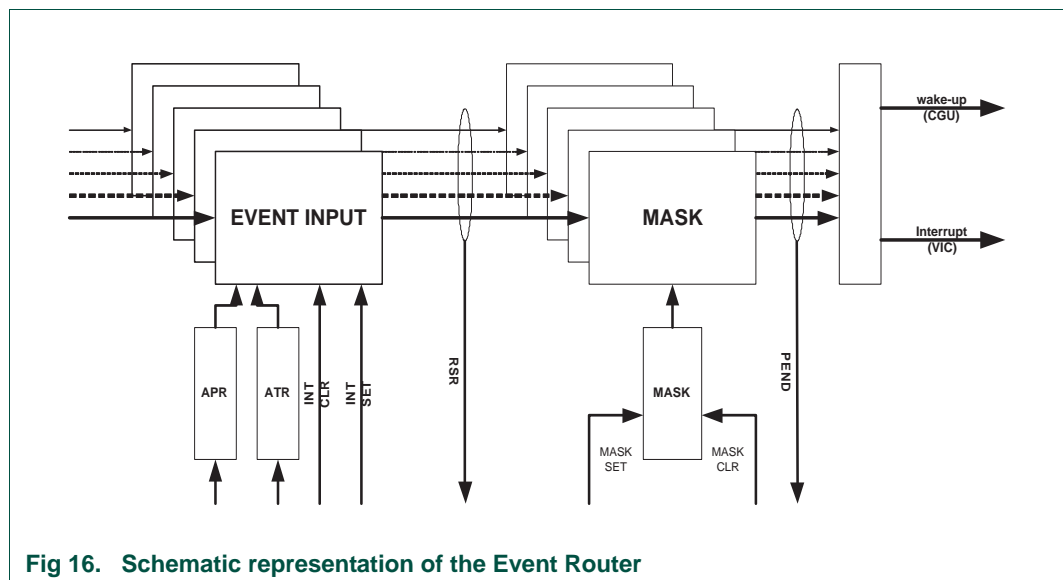 wake-up
(CGU)
EVENT INPUT
MASK
Interrupt
(VIC)
APR
ATR
INT
CLR
INT
SET
RSR
MASK
PEND
MASK
SET
MASK
CLR
Fig 16. Schematic representation of the Event Router